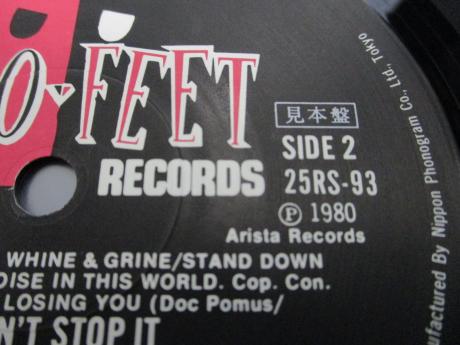 O-FEET
RECORDS
見本盤
SIDE 2
25RS-93
Ⓟ 1980
Arista Records
WHINE & GRINE/STAND DOWN
OISE IN THIS WORLD. Cop. Con.
LOSING YOU (Doc Pomus/
N'T STOP IT
ufactured By Nippon Phonogram Co., Ltd., Tokyo